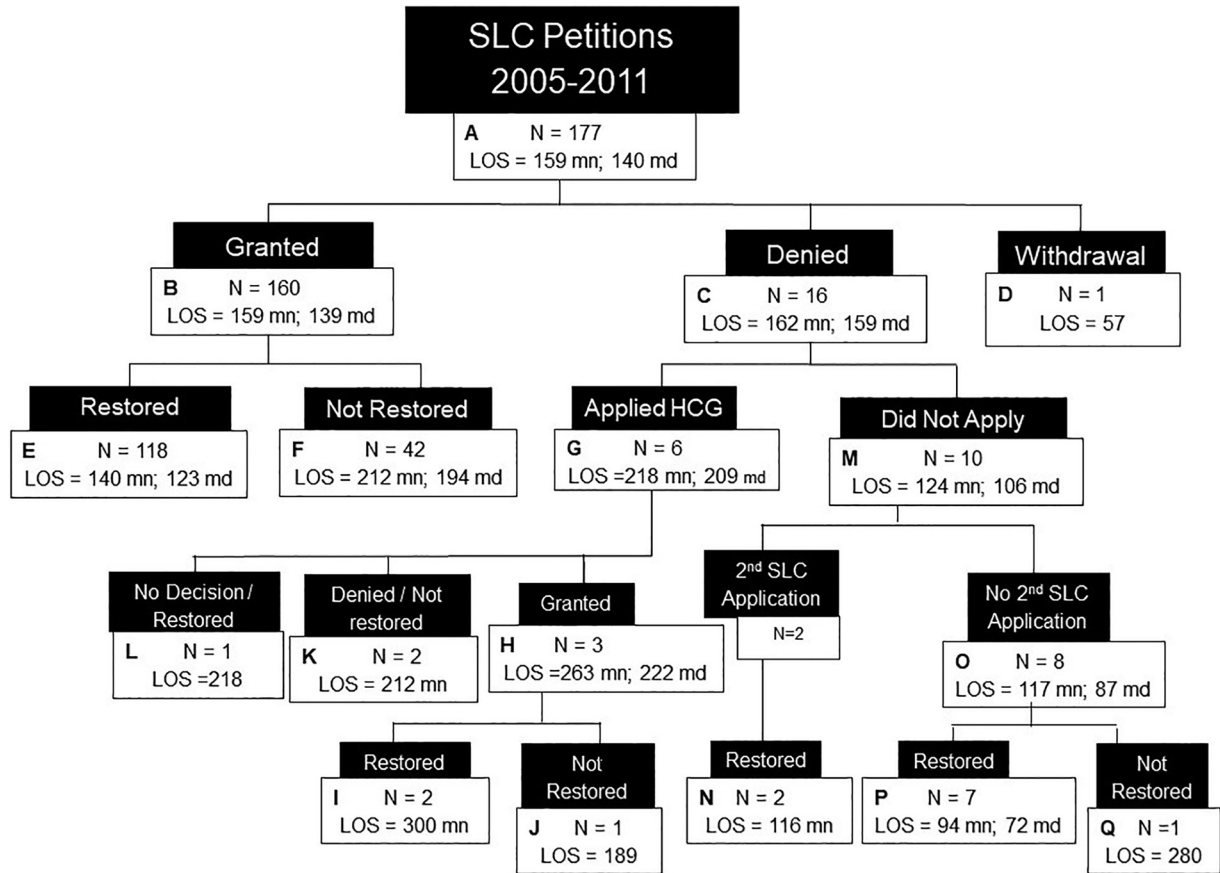 SLC Petitions
2005-2011
A N = 177
LOS = 159 mn; 140 md
Granted
B N = 160
LOS = 159 mn; 139 md
Denied
C N = 16
LOS = 162 mn; 159 md
Withdrawal
D N = 1
LOS = 57
Restored
E N = 118
LOS = 140 mn; 123 md
Not Restored
F N = 42
LOS = 212 mn; 194 md
Applied HCG
G N = 6
LOS =218 mn; 209 md
Did Not Apply
M N = 10
LOS = 124 mn; 106 md
No Decision /
Restored
L N = 1
LOS =218
Denied / Not
restored
K N = 2
LOS = 212 mn
Granted
H N = 3
LOS =263 mn; 222 md
2nd SLC
Application
N=2
No 2nd SLC
Application
O N = 8
LOS = 117 mn; 87 md
Restored
I N = 2
LOS = 300 mn
Not
Restored
J N = 1
LOS = 189
Restored
N N = 2
LOS = 116 mn
Restored
P N = 7
LOS = 94 mn; 72 md
Not
Restored
Q N =1
LOS = 280